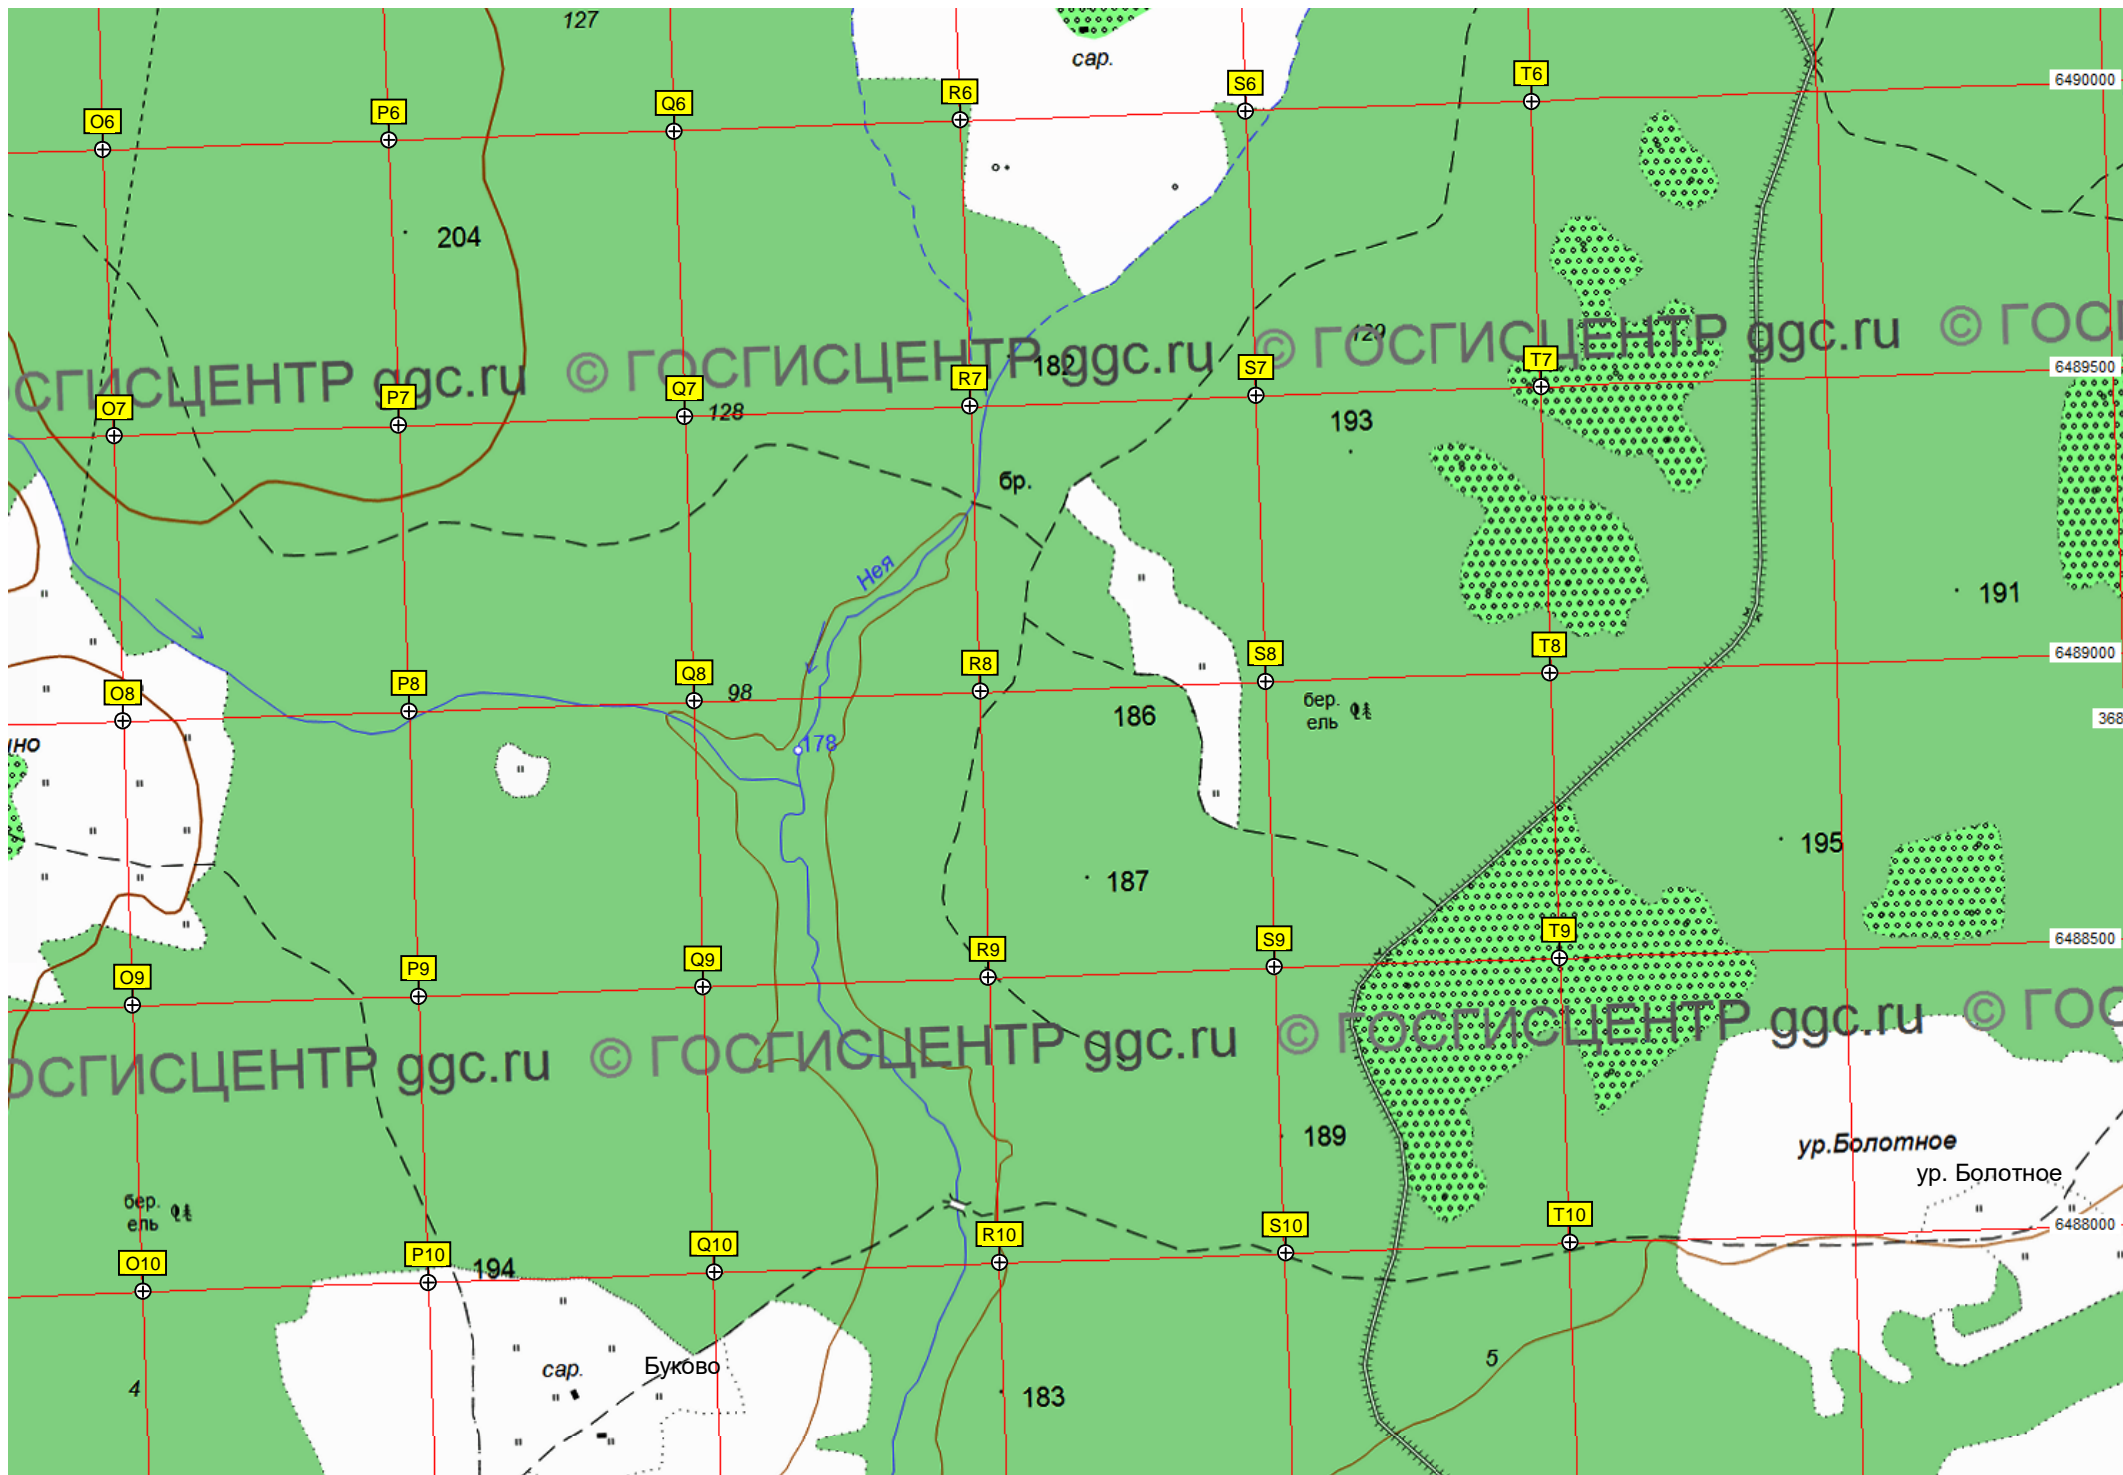 127
сар.
6490000
T6
S6
R6
Q6
P6
O6
204
129
© ГОСГИСЦЕНТР ggc.ru
© ГОС
ОСГИСЦЕНТР ggc.ru
© ГОСГИСЦЕНТР ggc.ru
182
6489500
T7
S7
R7
Q7
P7
O7
128
193
бр.
Нея
191
6489000
T8
S8
R8
Q8
P8
O8
98
186
бер.
ель
368
178
но
195
187
6488500
T9
S9
R9
Q9
P9
O9
ОСГИСЦЕНТР ggc.ru
© ГОСГИСЦЕНТР ggc.ru
© ГОСГИСЦЕНТР ggc.ru
© ГОС
189
ур.Болотное
ур. Болотное
бер.
ель
6488000
T10
S10
R10
Q10
P10
O10
194
сар.
Буково
4
5
183